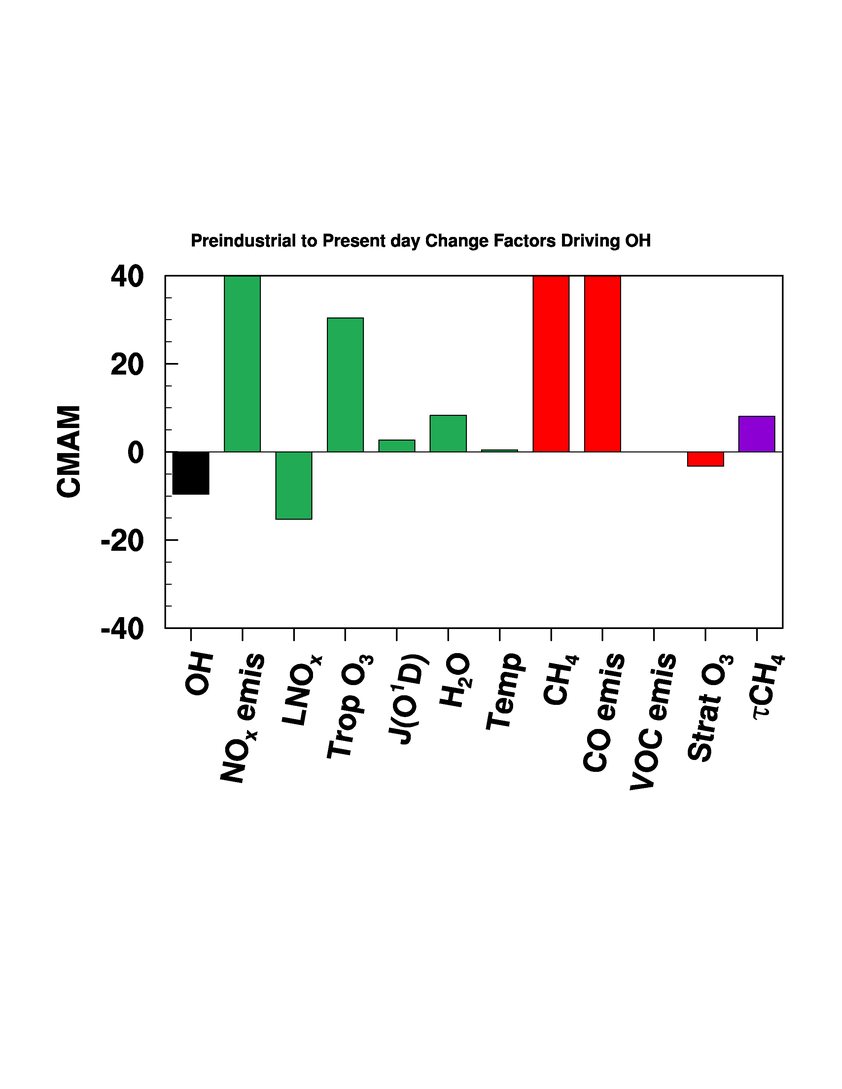 Preindustrial to Present day Change Factors Driving OH
40
20
0
-20
-40
CMAM
OH
NOₓ emis
LNOₓ
Trop O₃
J(O¹D)
H₂O
Temp
CH₄
CO emis
VOC emis
Strat O₃
τCH₄